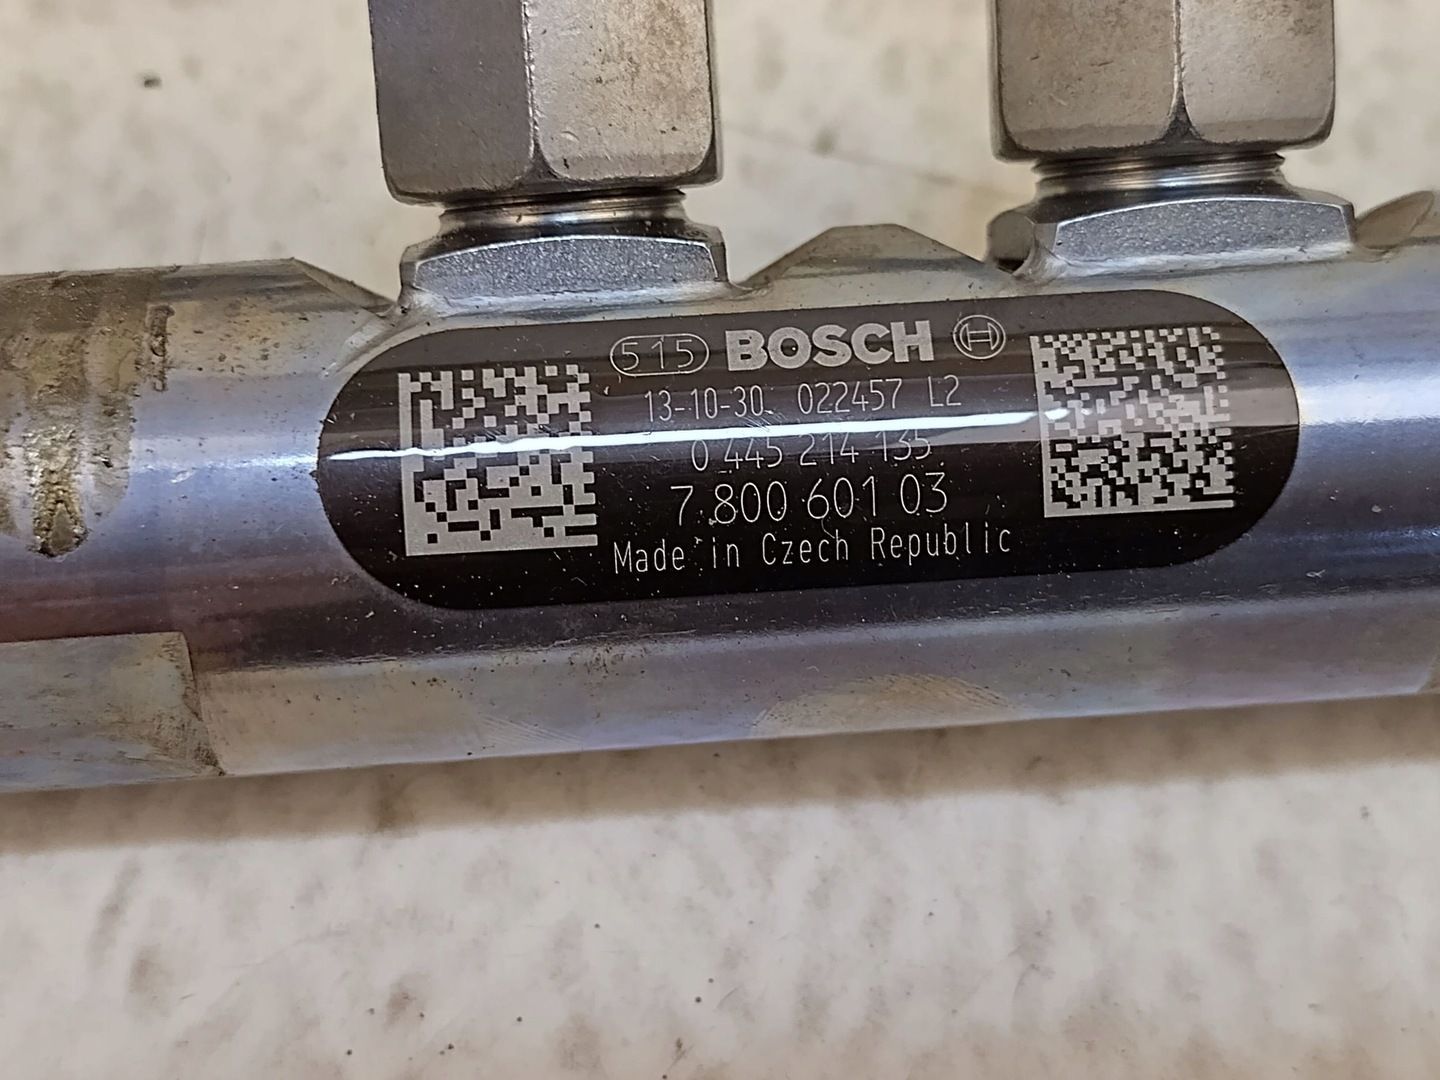 515 BOSCH
13-10-30 022457 L2
0 445 214 135
7.800 601 03
Made in Czech Republic